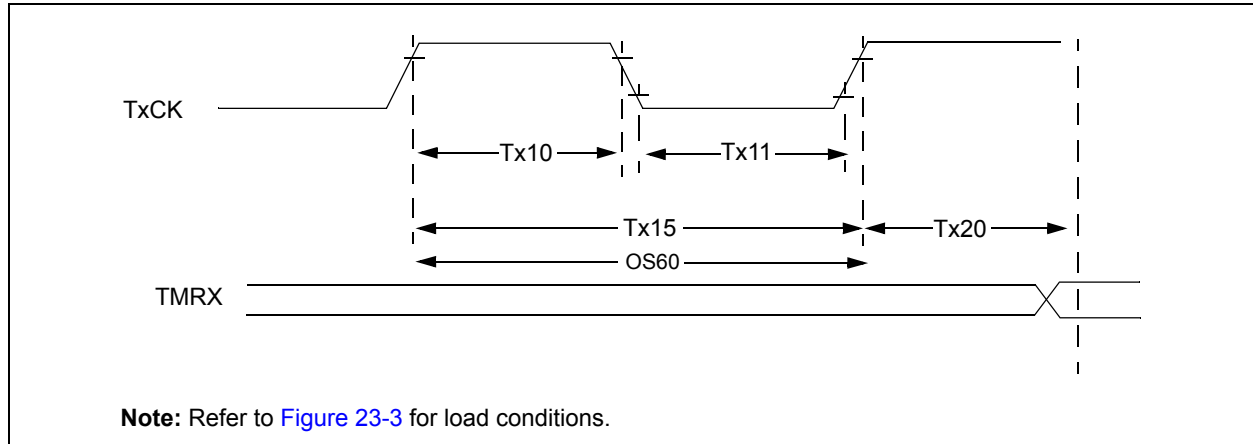 TxCK
Tx10
Tx11
Tx15
Tx20
OS60
TMRX
Note: Refer to Figure 23-3 for load conditions.